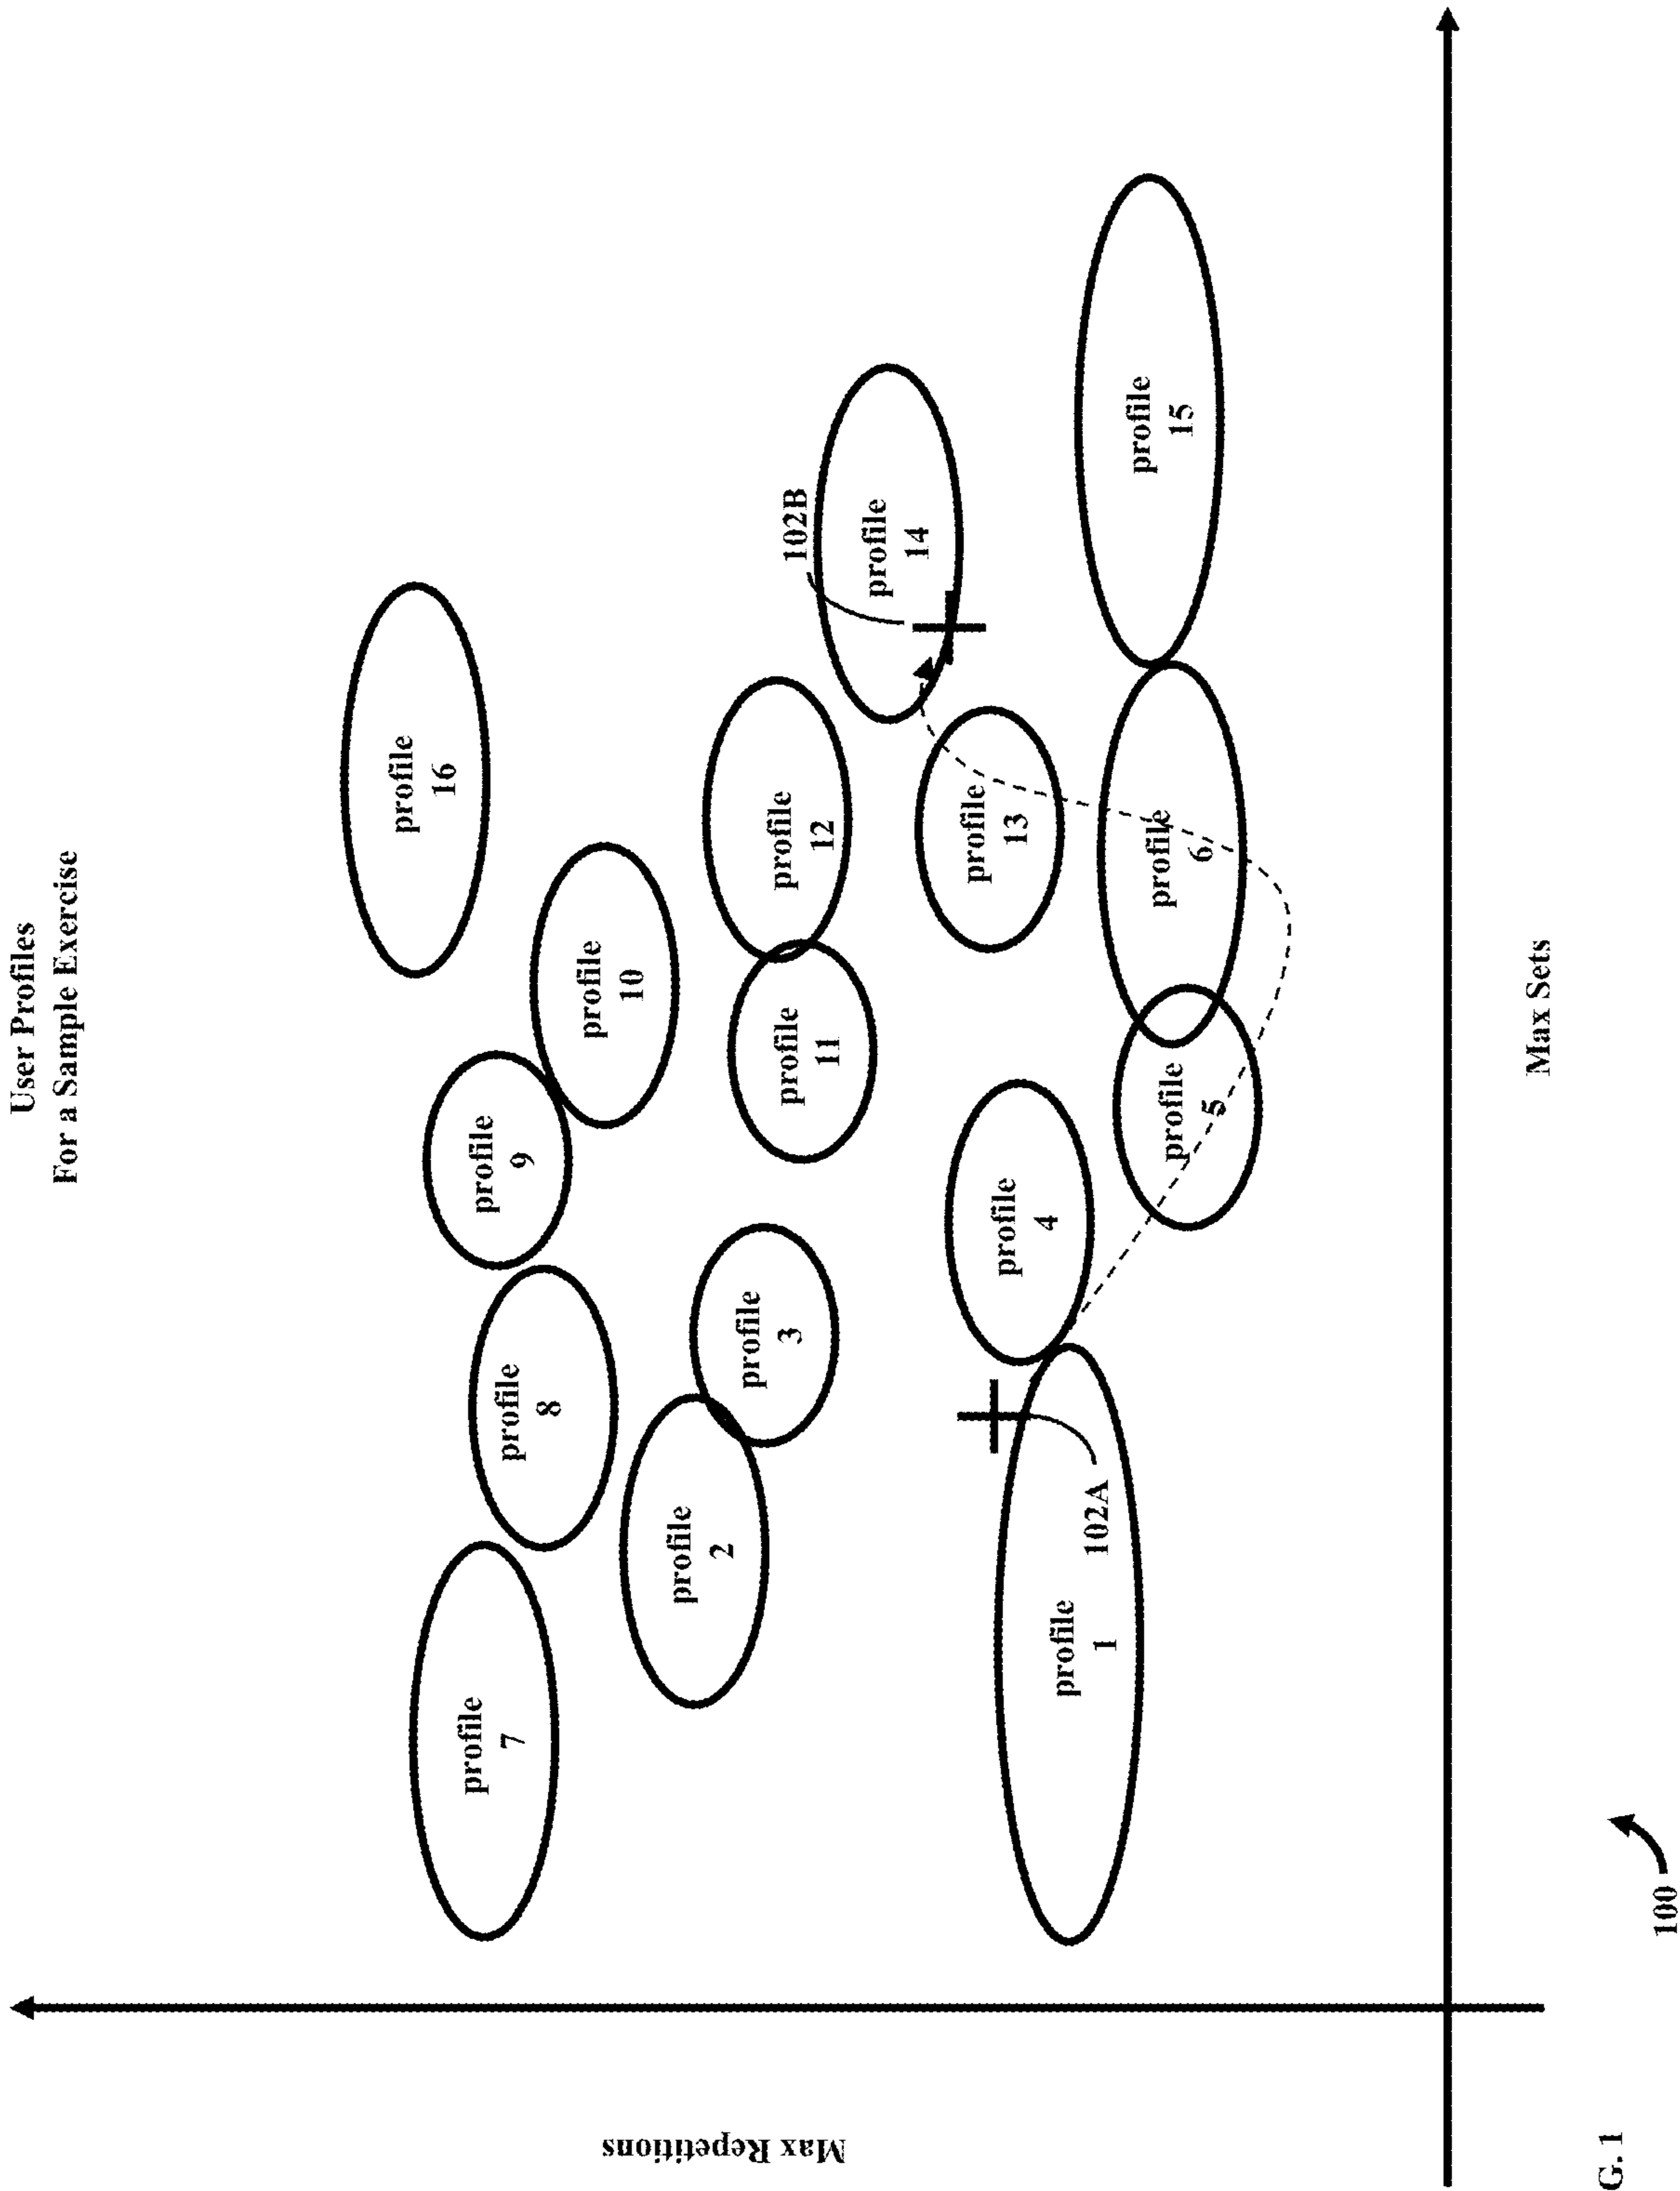 User Profiles
For a Sample Exercise
Max Repetitions
profile
16
profile
9
profile
7
profile
8
profile
10
profile
2
profile
3
profile
12
profile
11
102B
profile
14
profile
13
profile
4
profile
1
102A
profile
15
profile
6
profile
5
Max Sets
100
G. 1